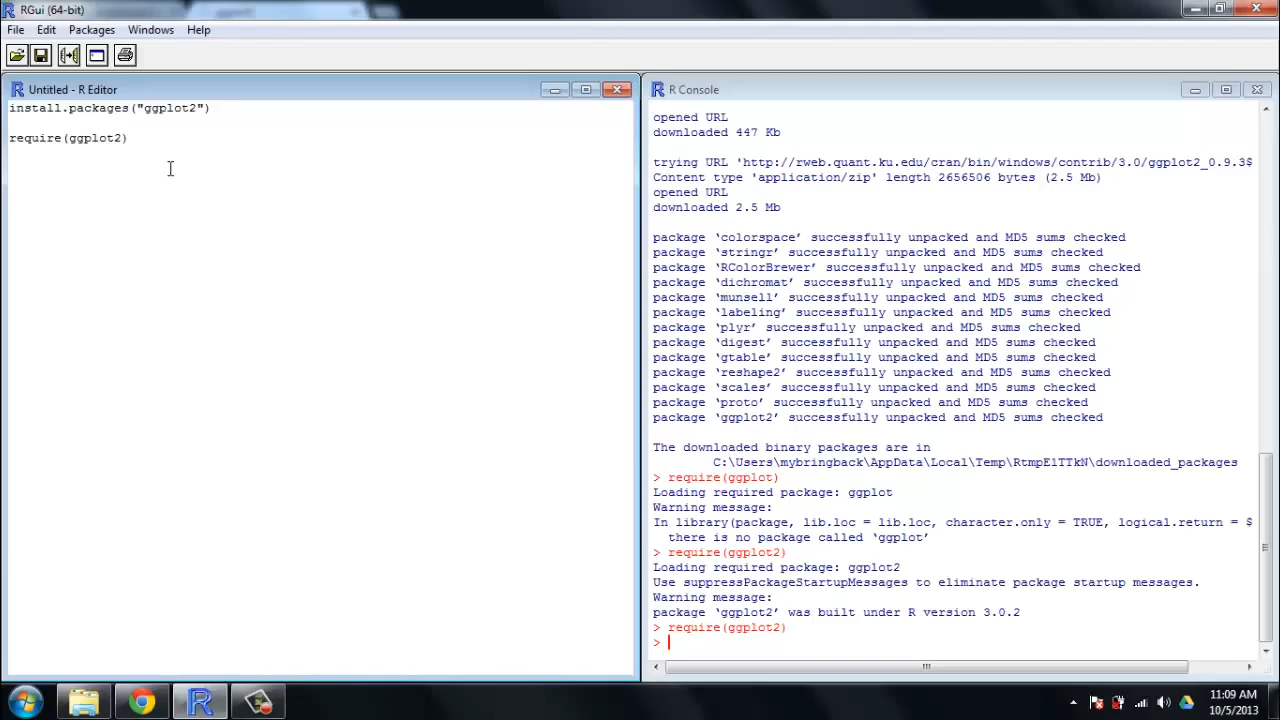 RGui (64-bit)
File Edit Packages Windows Help
Untitled - R Editor
install.packages("ggplot2")
require(ggplot2)
R Console
opened URL
downloaded 447 Kb
trying URL 'http://rweb.quant.ku.edu/cran/bin/windows/contrib/3.0/ggplot2_0.9.3$
Content type 'application/zip' length 2656506 bytes (2.5 Mb)
opened URL
downloaded 2.5 Mb
package ‘colorspace’ successfully unpacked and MD5 sums checked
package ‘stringr’ successfully unpacked and MD5 sums checked
package ‘RColorBrewer’ successfully unpacked and MD5 sums checked
package ‘dichromat’ successfully unpacked and MD5 sums checked
package ‘munsell’ successfully unpacked and MD5 sums checked
package ‘labeling’ successfully unpacked and MD5 sums checked
package ‘plyr’ successfully unpacked and MD5 sums checked
package ‘digest’ successfully unpacked and MD5 sums checked
package ‘gtable’ successfully unpacked and MD5 sums checked
package ‘reshape2’ successfully unpacked and MD5 sums checked
package ‘scales’ successfully unpacked and MD5 sums checked
package ‘proto’ successfully unpacked and MD5 sums checked
package ‘ggplot2’ successfully unpacked and MD5 sums checked
The downloaded binary packages are in
C:\Users\mybringback\AppData\Local\Temp\RtmpElTTkN\downloaded_packages
> require(ggplot)
Loading required package: ggplot
Warning message:
In library(package, lib.loc = lib.loc, character.only = TRUE, logical.return = $
there is no package called ‘ggplot’
> require(ggplot2)
Loading required package: ggplot2
Use suppressPackageStartupMessages to eliminate package startup messages.
Warning message:
package ‘ggplot2’ was built under R version 3.0.2
> require(ggplot2)
>
11:09 AM
10/5/2013